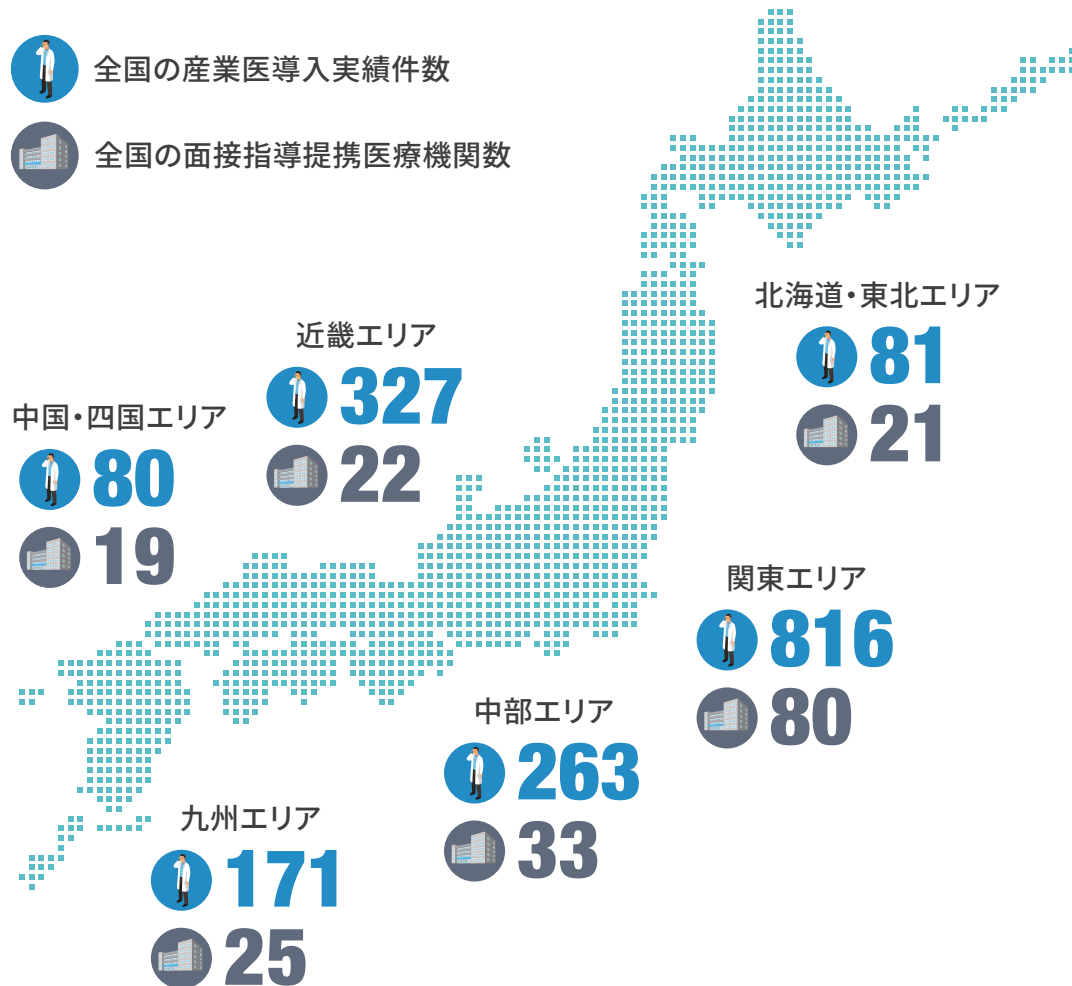 全国の産業医導入実績件数
全国の面接指導提携医療機関数
北海道・東北エリア
81
21
近畿エリア
327
22
中国・四国エリア
80
19
関東エリア
816
80
中部エリア
263
33
九州エリア
171
25